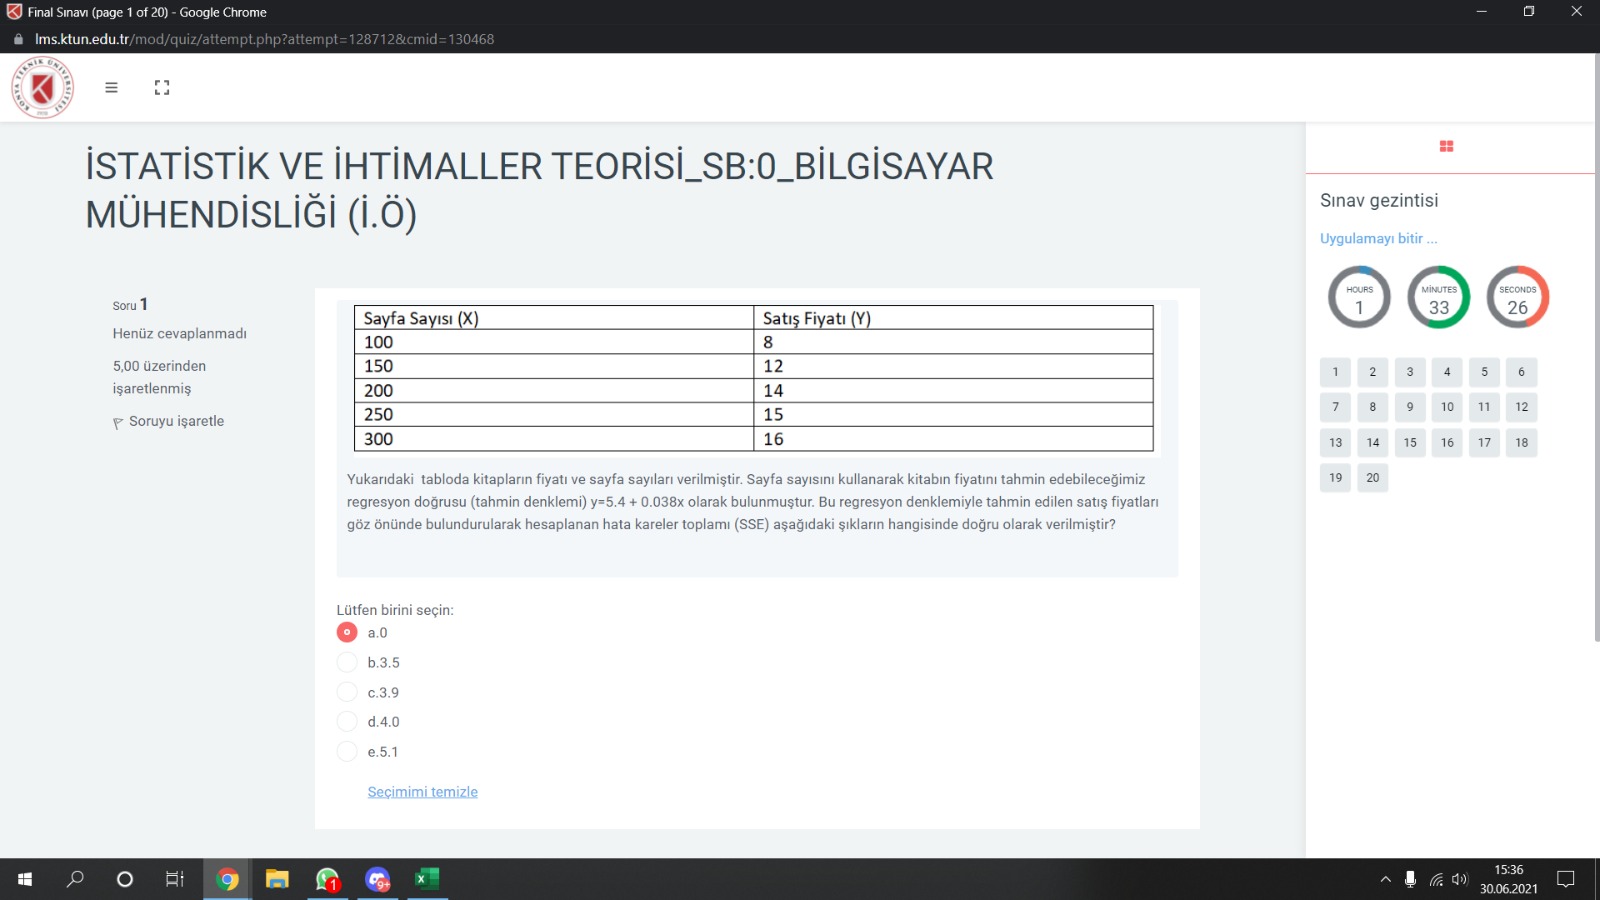 Final Sınavı (page 1 of 20) - Google Chrome
lms.ktun.edu.tr/mod/quiz/attempt.php?attempt=128712&cmid=130468
İSTATİSTİK VE İHTİMALLER TEORİSİ_SB:0_BİLGİSAYAR
MÜHENDİSLİĞİ (İ.Ö)
Soru 1
Henüz cevaplanmadı
5,00 üzerinden
işaretlenmiş
Soruyu işaretle
Sayfa Sayısı (X) Satış Fiyatı (Y)
100 8
150 12
200 14
250 15
300 16
Yukarıdaki tabloda kitapların fiyatı ve sayfa sayıları verilmiştir. Sayfa sayısını kullanarak kitabın fiyatını tahmin edebileceğimiz
regresyon doğrusu (tahmin denklemi) y=5.4 + 0.038x olarak bulunmuştur. Bu regresyon denklemiyle tahmin edilen satış fiyatları
göz önünde bulundurularak hesaplanan hata kareler toplamı (SSE) aşağıdaki şıkların hangisinde doğru olarak verilmiştir?
Lütfen birini seçin:
a.0
b.3.5
c.3.9
d.4.0
e.5.1
Seçimimi temizle
Sınav gezintisi
Uygulamayı bitir ...
HOURS MİNUTES SECONDS
1 33 26
1 2 3 4 5 6
7 8 9 10 11 12
13 14 15 16 17 18
19 20
1 9+
15:36
30.06.2021